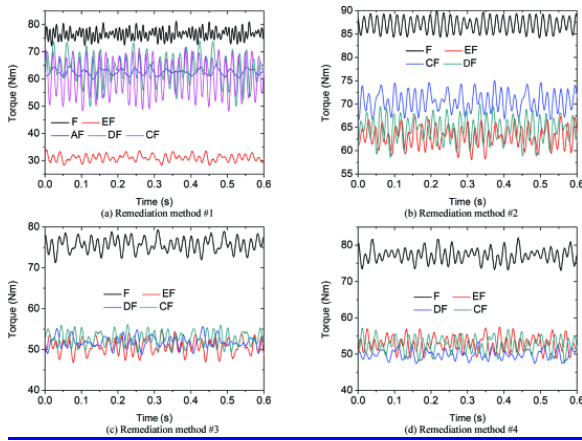 80
70
60
50
40
30
Torque (Nm)
F EF
AF DF CF
0.0 0.1 0.2 0.3 0.4 0.5 0.6
Time (s)
(a) Remediation method #1
90
85
80
75
70
65
60
55
Torque (Nm)
F EF
CF DF
0.0 0.1 0.2 0.3 0.4 0.5 0.6
Time (s)
(b) Remediation method #2
80
70
60
50
40
Torque (Nm)
F EF
DF CF
0.0 0.1 0.2 0.3 0.4 0.5 0.6
Time (s)
(c) Remediation method #3
80
70
60
50
40
Torque (Nm)
F EF
DF CF
0.0 0.1 0.2 0.3 0.4 0.5 0.6
Time (s)
(d) Remediation method #4